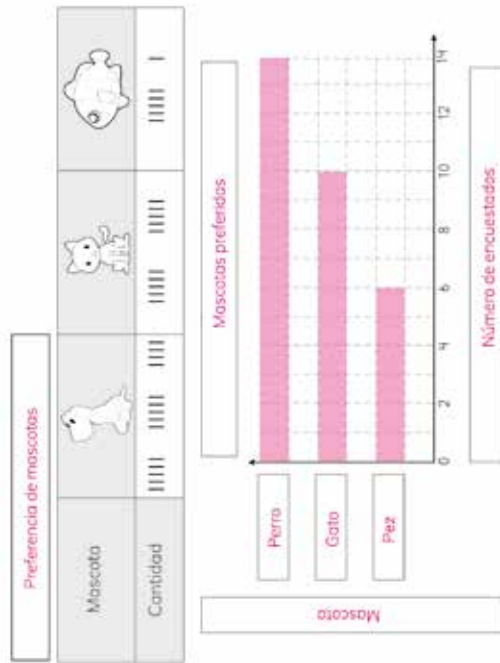 Preferencia de mascotas
Mascota
Cantidad
Mascotas preferidas
Perro
Gato
Pez
Mascota
0 2 4 6 8 10 12 14
Número de encuestados